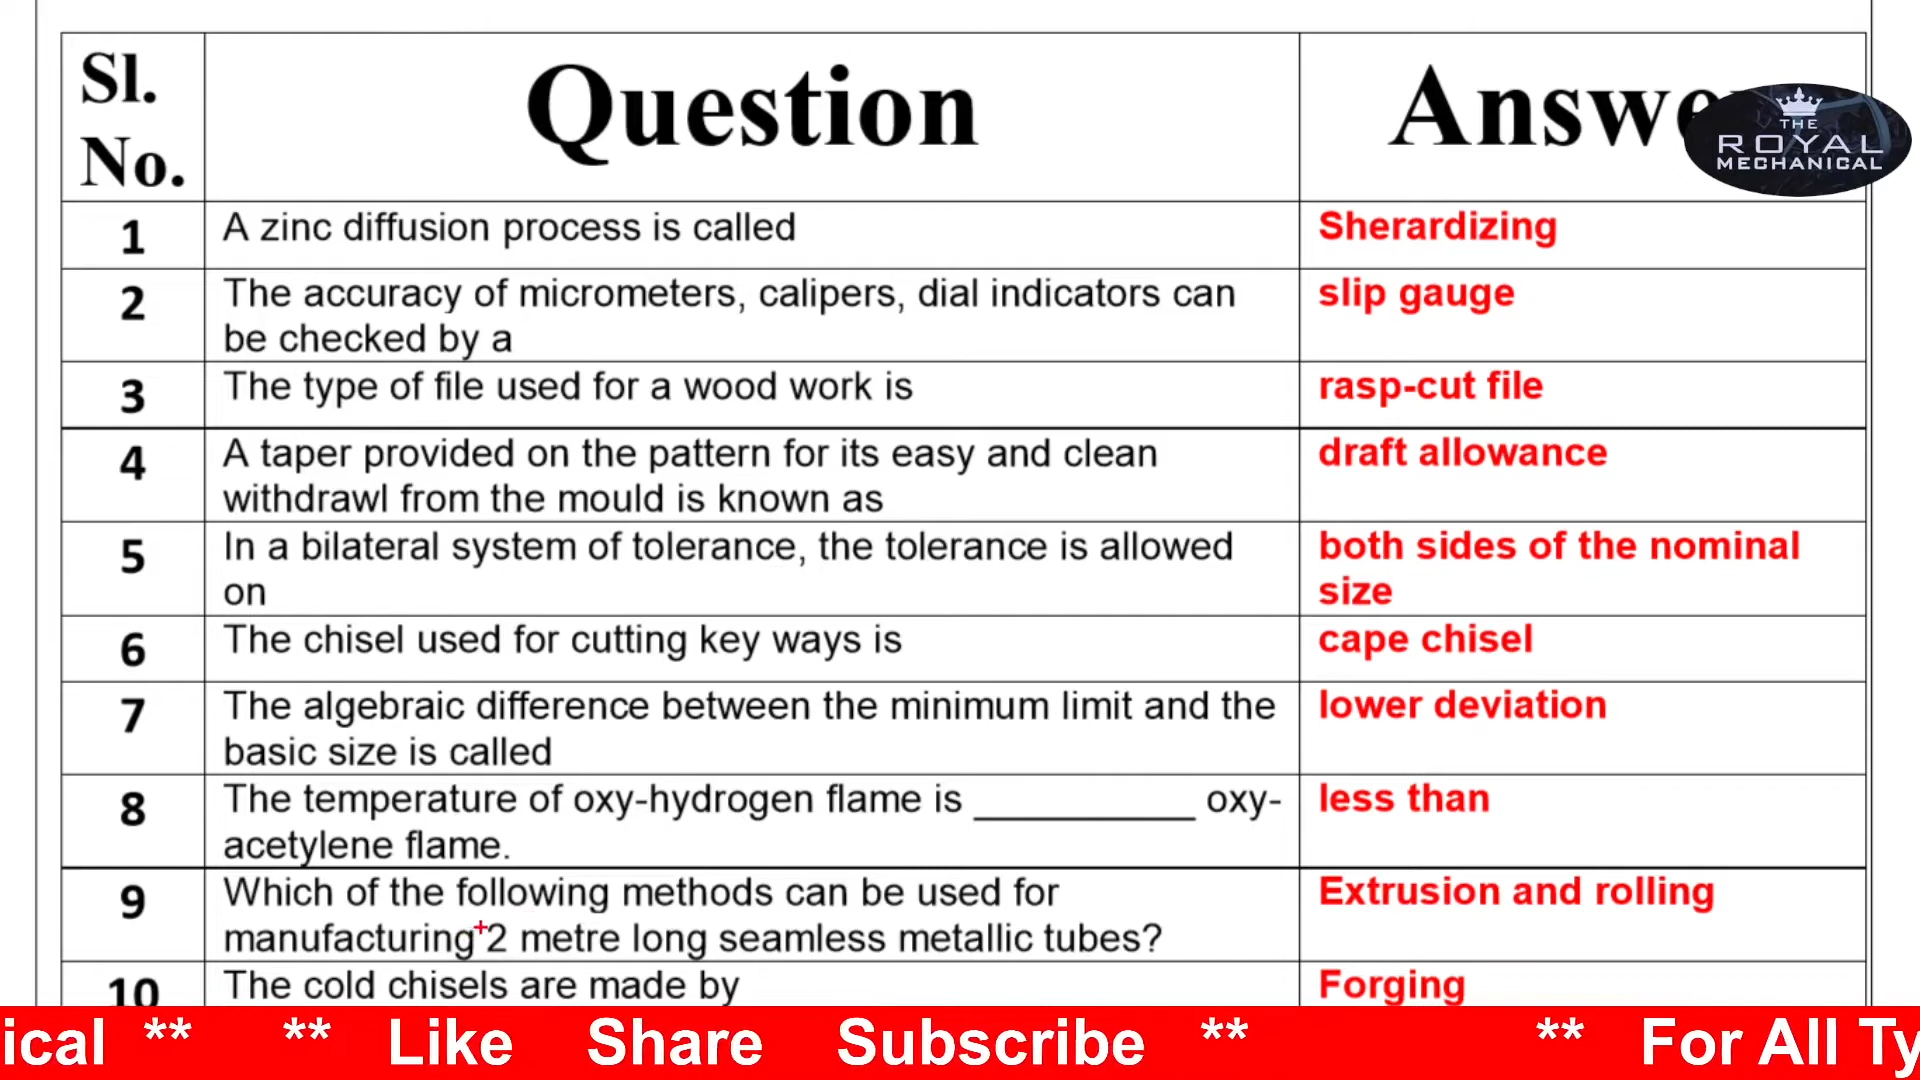 Sl.
No.
Question
Answe
THE
ROYAL
MECHANICAL
1
A zinc diffusion process is called
Sherardizing
2
The accuracy of micrometers, calipers, dial indicators can
be checked by a
slip gauge
3
The type of file used for a wood work is
rasp-cut file
4
A taper provided on the pattern for its easy and clean
withdrawl from the mould is known as
draft allowance
5
In a bilateral system of tolerance, the tolerance is allowed
on
both sides of the nominal
size
6
The chisel used for cutting key ways is
cape chisel
7
The algebraic difference between the minimum limit and the
basic size is called
lower deviation
8
The temperature of oxy-hydrogen flame is __________ oxy-
acetylene flame.
less than
9
Which of the following methods can be used for
manufacturing 2 metre long seamless metallic tubes?
Extrusion and rolling
10
The cold chisels are made by
Forging
ical ** ** Like Share Subscribe ** ** For All Ty